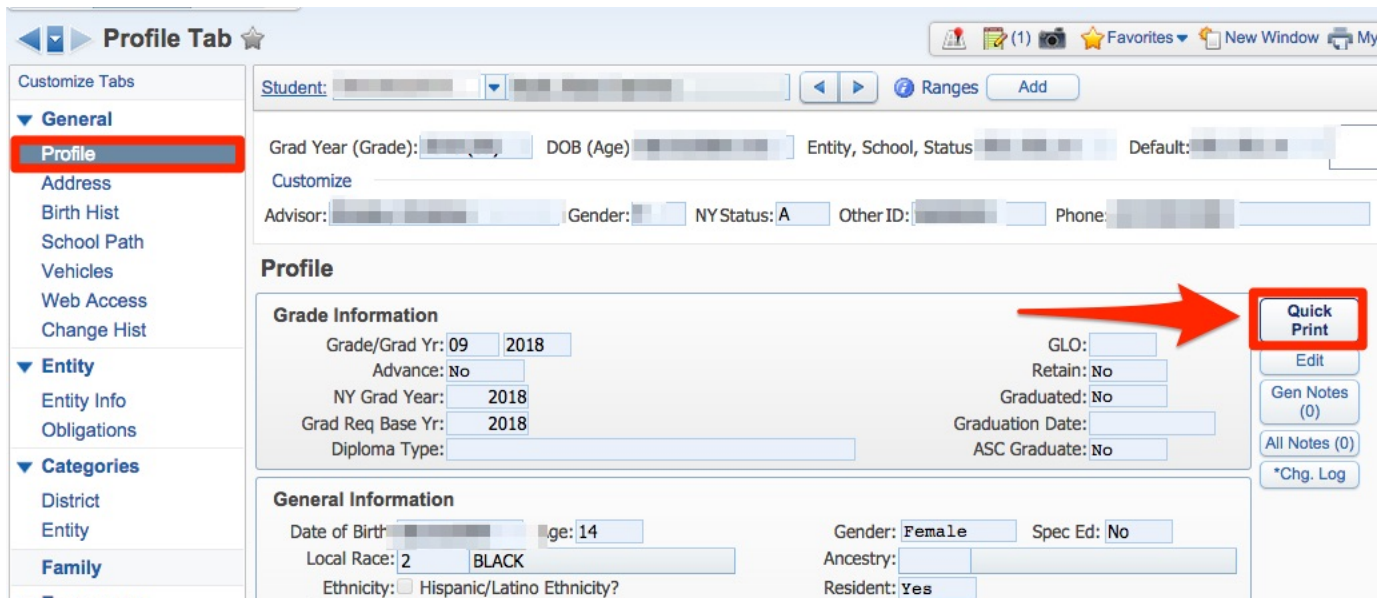 Profile Tab
(1) Favorites New Window My
Customize Tabs
Student: Ranges Add
General
Profile
Address
Birth Hist
School Path
Vehicles
Web Access
Change Hist
Entity
Entity Info
Obligations
Categories
District
Entity
Family
Grad Year (Grade): DOB (Age) Entity, School, Status Default:
Customize
Advisor: Gender: NY Status: A Other ID: Phone:
Profile
Quick
Print
Edit
Gen Notes
(0)
All Notes (0)
*Chg. Log
Grade Information
Grade/Grad Yr: 09 2018 GLO:
Advance: No Retain: No
NY Grad Year: 2018 Graduated: No
Grad Req Base Yr: 2018 Graduation Date:
Diploma Type: ASC Graduate: No
General Information
Date of Birth Age: 14 Gender: Female Spec Ed: No
Local Race: 2 BLACK Ancestry:
Ethnicity: Hispanic/Latino Ethnicity? Resident: Yes